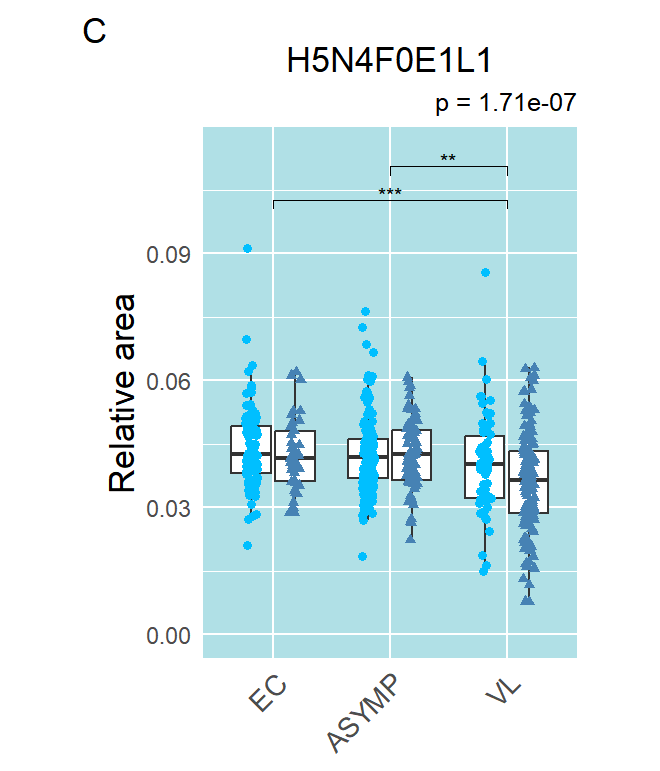 C
H5N4F0E1L1
p = 1.71e-07
**
***
0.09
0.06
0.03
0.00
Relative area
EC
ASYMP
VL